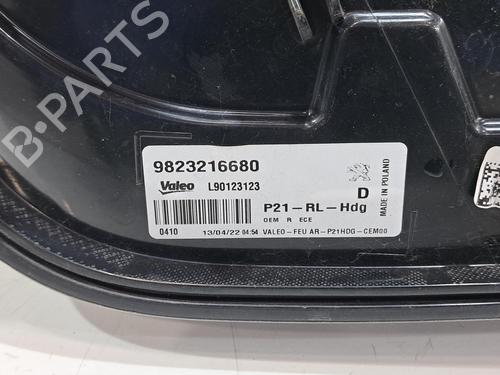 B-PARTS
9823216680
Valeo L90123123
D
P21-RL-Hdg
OEM R ECE
MADE IN POLAND
0410 13/04/22 04:54 VALEO-FEU AR-P21HDG-CEM00